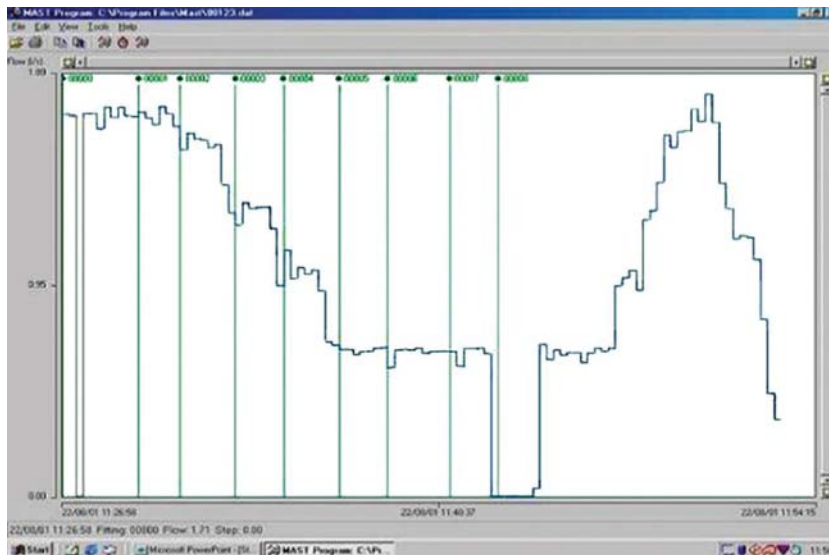 MAST Program: C:\Program Files\Mast\00123.dat
File Edit View Tools Help
Flow (l/s)
1.89
00000 00001 00002 00003 00004 00005 00006 00007 00008
0.95
0.00
22/08/01 11:26:58 22/08/01 11:40:37 22/08/01 11:54:15
22/08/01 11:26:58 Fitting: 00000 Flow: 1.71 Step: 0.00
Start Microsoft PowerPoint - [St... MAST Program: C:\Pr...